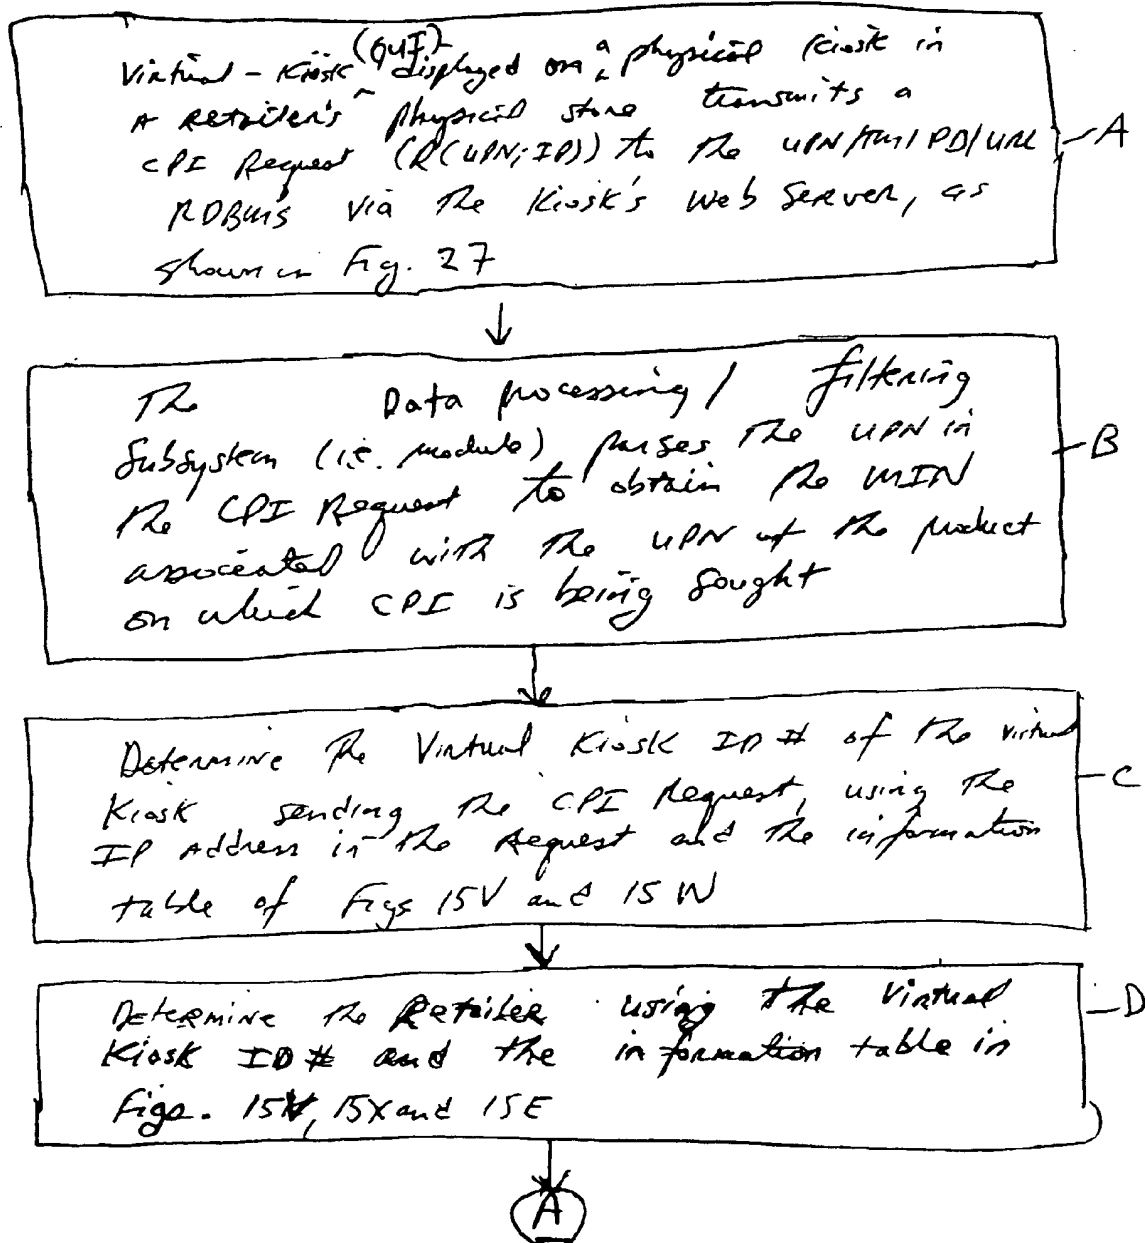 (GUI)
Virtual-Kiosk displayed on a physical Kiosk in
A Retailer's physical store transmits a
CPI Request (R(UPN; IP)) to the UPN/TM/PD/URL
RDBMS via the Kiosk's Web Server, as
shown in Fig. 27
A
The Data processing / filtering
Subsystem (i.e. module) parses the UPN in
the CPI Request to obtain the MIN
associated with the UPN of the product
on which CPI is being sought
B
Determine the Virtual Kiosk ID # of the virtual
Kiosk sending the CPI Request, using the
IP Address in the Request and the information
table of Figs 15V and 15W
C
Determine the Retailer using the Virtual
Kiosk ID # and the information table in
Figs. 15 , 15X and 15E
D
A